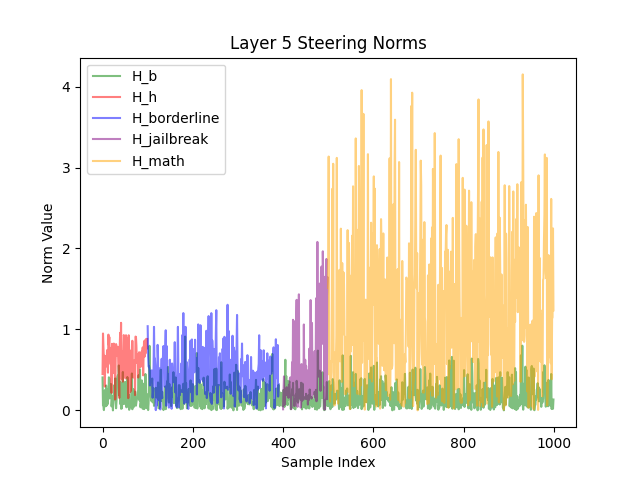 Layer 5 Steering Norms
H_b
H_h
H_borderline
H_jailbreak
H_math
4
3
2
1
0
Norm Value
0
200
400
600
800
1000
Sample Index